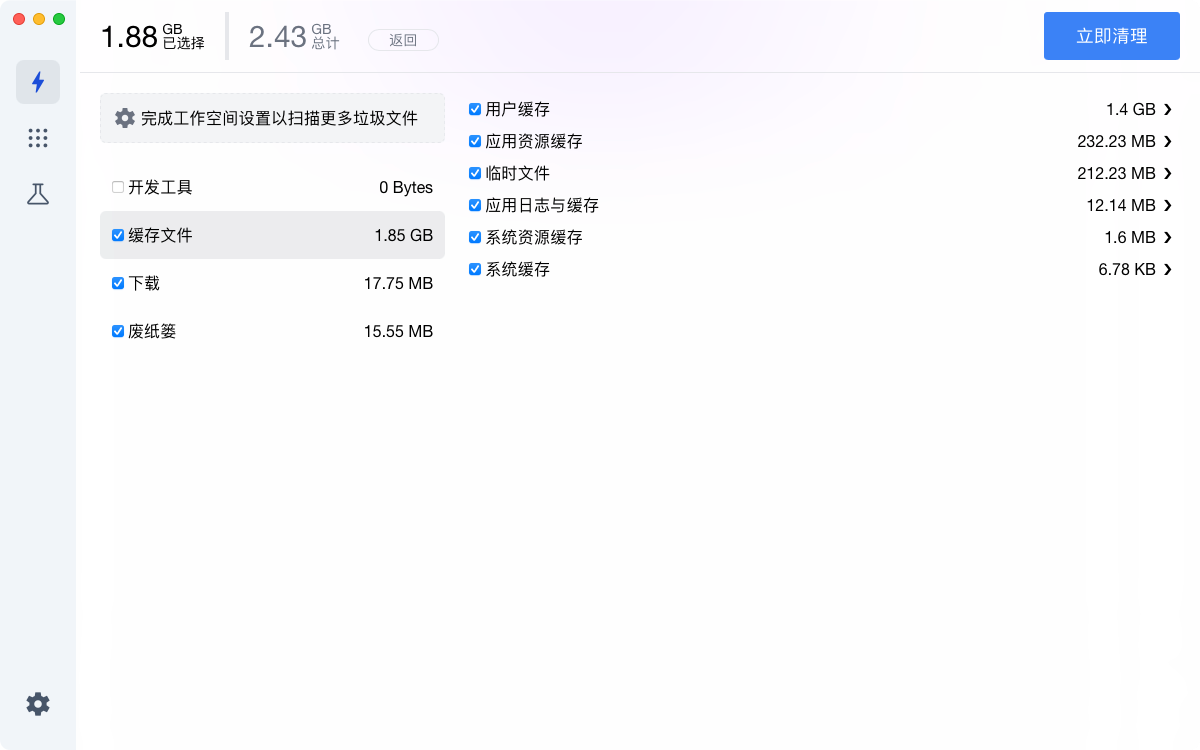 1.88 GB 已选择
2.43 GB 总计
返回
立即清理
完成工作空间设置以扫描更多垃圾文件
开发工具 0 Bytes
缓存文件 1.85 GB
下载 17.75 MB
废纸篓 15.55 MB
用户缓存 1.4 GB
应用资源缓存 232.23 MB
临时文件 212.23 MB
应用日志与缓存 12.14 MB
系统资源缓存 1.6 MB
系统缓存 6.78 KB